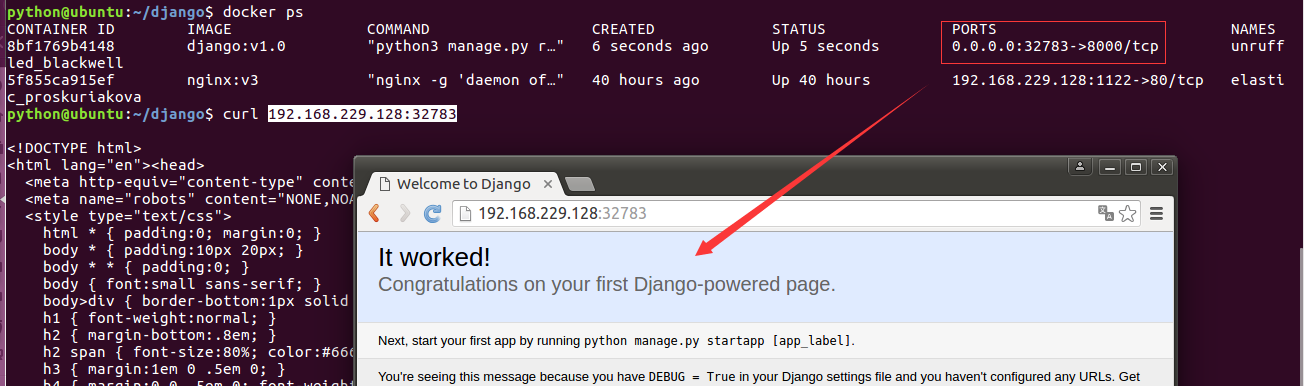 python@ubuntu:~/django$ docker ps
CONTAINER ID IMAGE COMMAND CREATED STATUS PORTS NAMES
8bf1769b4148 django:v1.0 "python3 manage.py r…" 6 seconds ago Up 5 seconds 0.0.0.0:32783->8000/tcp unruff
led_blackwell
5f855ca915ef nginx:v3 "nginx -g 'daemon of…" 40 hours ago Up 40 hours 192.168.229.128:1122->80/tcp elasti
c_proskuriakova
python@ubuntu:~/django$ curl 192.168.229.128:32783
<!DOCTYPE html>
<html lang="en"><head>
<meta http-equiv="content-type" conte
<meta name="robots" content="NONE,NOA
<style type="text/css">
html * { padding:0; margin:0; }
body * { padding:10px 20px; }
body * * { padding:0; }
body { font:small sans-serif; }
body>div { border-bottom:1px solid
h1 { font-weight:normal; }
h2 { margin-bottom:.8em; }
h2 span { font-size:80%; color:#666
h3 { margin:1em 0 .5em 0; }
h4 { margin:0 0 .5em 0; font-weight
Welcome to Django
192.168.229.128:32783
It worked!
Congratulations on your first Django-powered page.
Next, start your first app by running python manage.py startapp [app_label].
You're seeing this message because you have DEBUG = True in your Django settings file and you haven't configured any URLs. Get